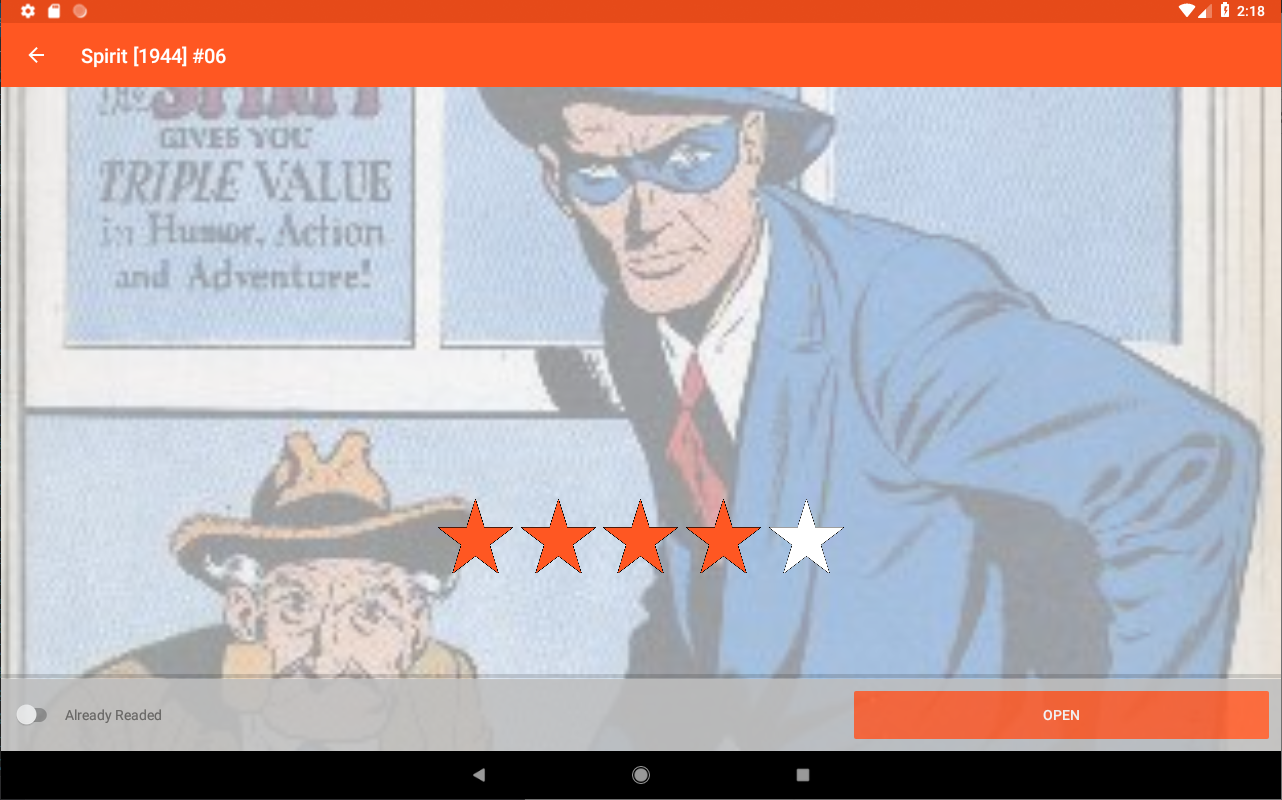 2:18
Spirit [1944] #06
The SPIRIT
GIVES YOU
TRIPLE VALUE
in Humor, Action
and Adventure!
Already Readed
OPEN